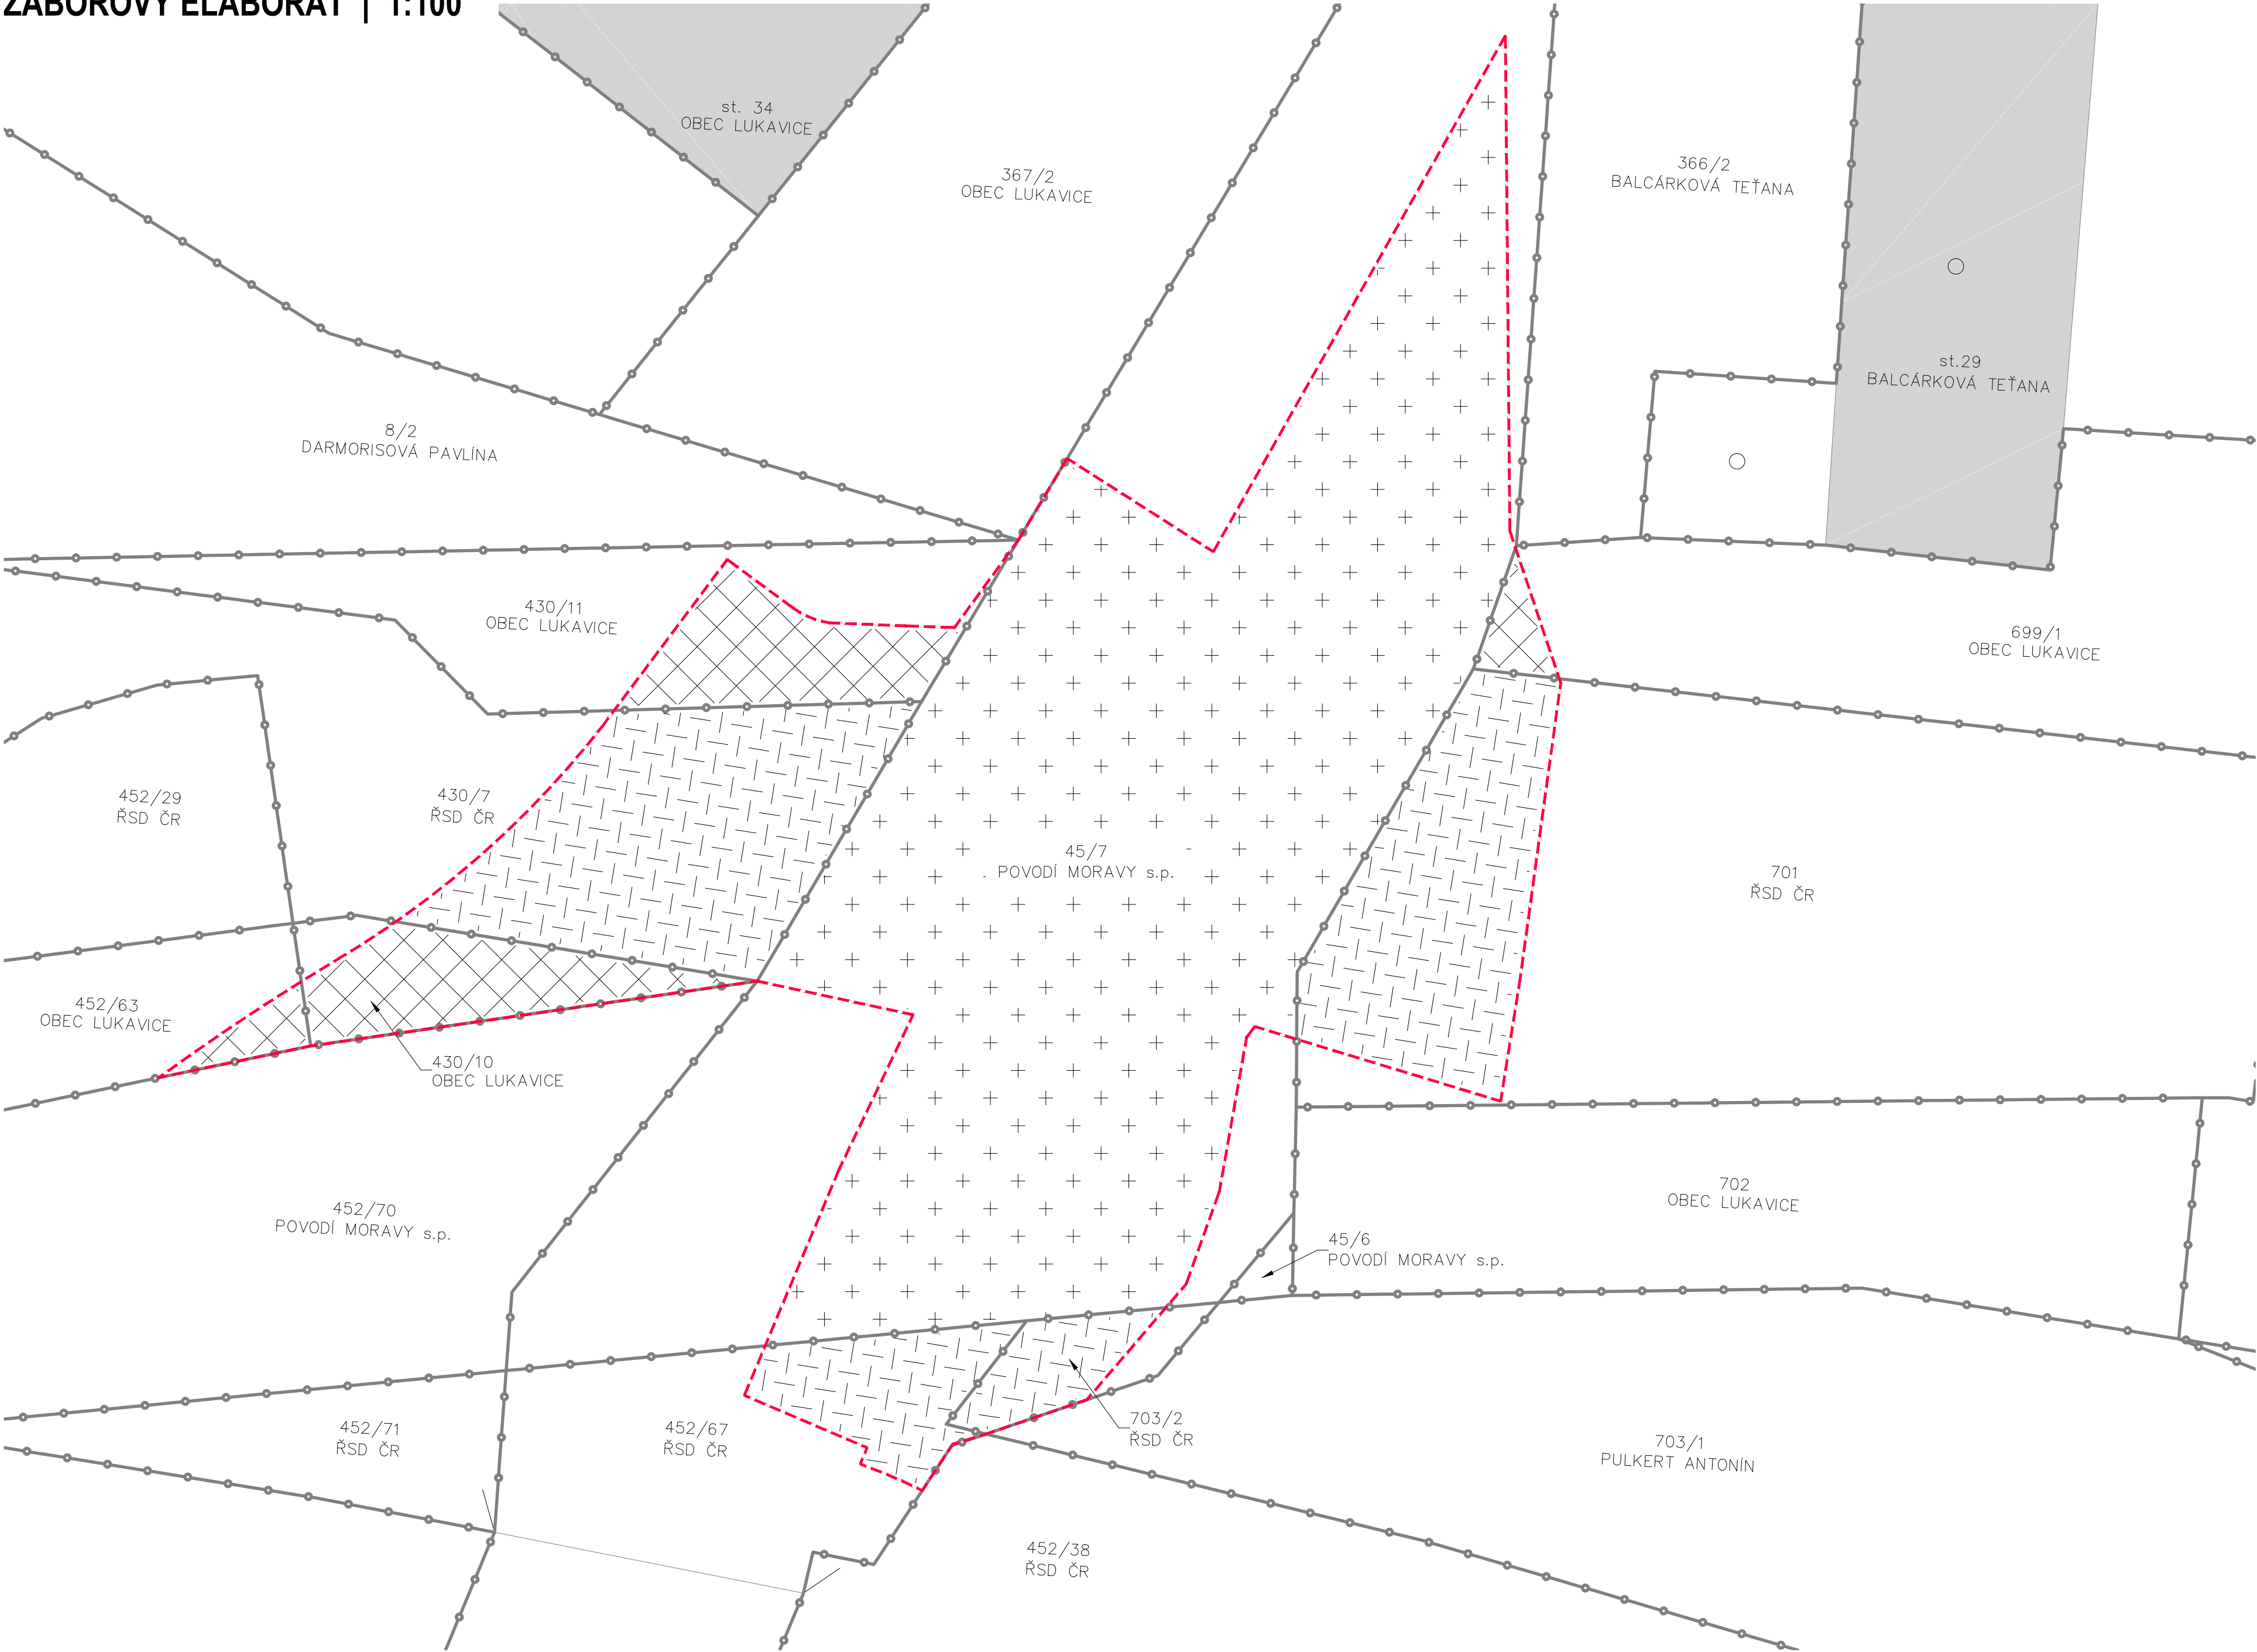 ZÁBOROVÝ ELABORÁT | 1:100
st. 34
OBEC LUKAVICE
367/2
OBEC LUKAVICE
366/2
BALCÁRKOVÁ TEŤANA
st.29
BALCÁRKOVÁ TEŤANA
8/2
DARMORISOVÁ PAVLÍNA
430/11
OBEC LUKAVICE
699/1
OBEC LUKAVICE
452/29
ŘSD ČR
430/7
ŘSD ČR
45/7
POVODÍ MORAVY s.p.
701
ŘSD ČR
452/63
OBEC LUKAVICE
430/10
OBEC LUKAVICE
452/70
POVODÍ MORAVY s.p.
702
OBEC LUKAVICE
45/6
POVODÍ MORAVY s.p.
452/71
ŘSD ČR
452/67
ŘSD ČR
703/2
ŘSD ČR
703/1
PULKERT ANTONÍN
452/38
ŘSD ČR